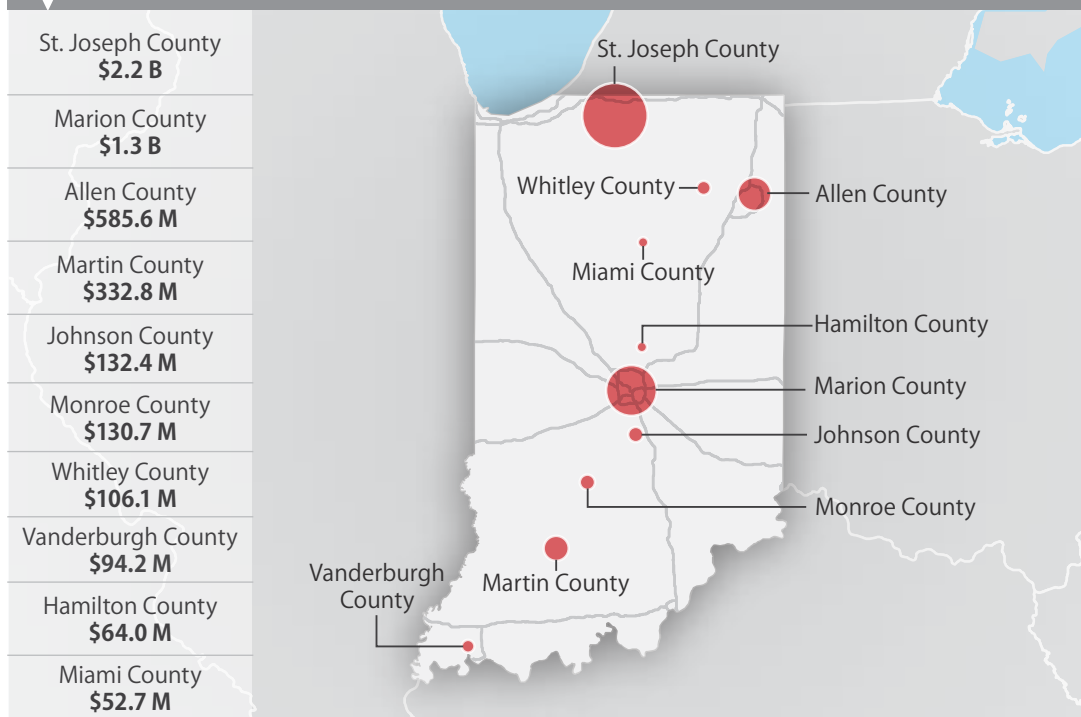 St. Joseph County
$2.2 B
Marion County
$1.3 B
Allen County
$585.6 M
Martin County
$332.8 M
Johnson County
$132.4 M
Monroe County
$130.7 M
Whitley County
$106.1 M
Vanderburgh County
$94.2 M
Hamilton County
$64.0 M
Miami County
$52.7 M
St. Joseph County
Whitley County
Allen County
Miami County
Hamilton County
Marion County
Johnson County
Monroe County
Martin County
Vanderburgh
County